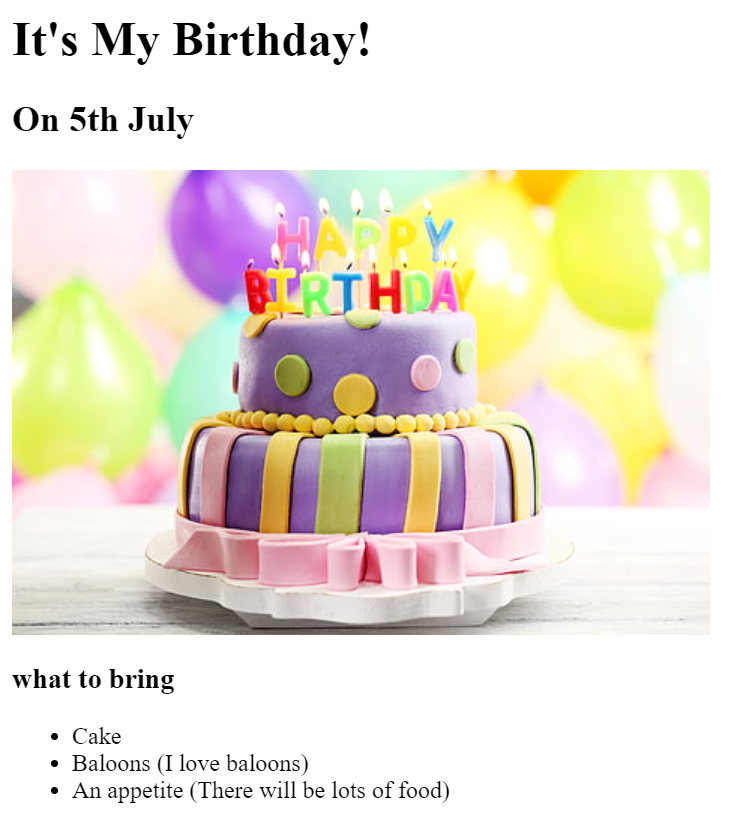 It's My Birthday!
On 5th July
HAPPY
BIRTHDAY
what to bring
Cake
Baloons (I love baloons)
An appetite (There will be lots of food)